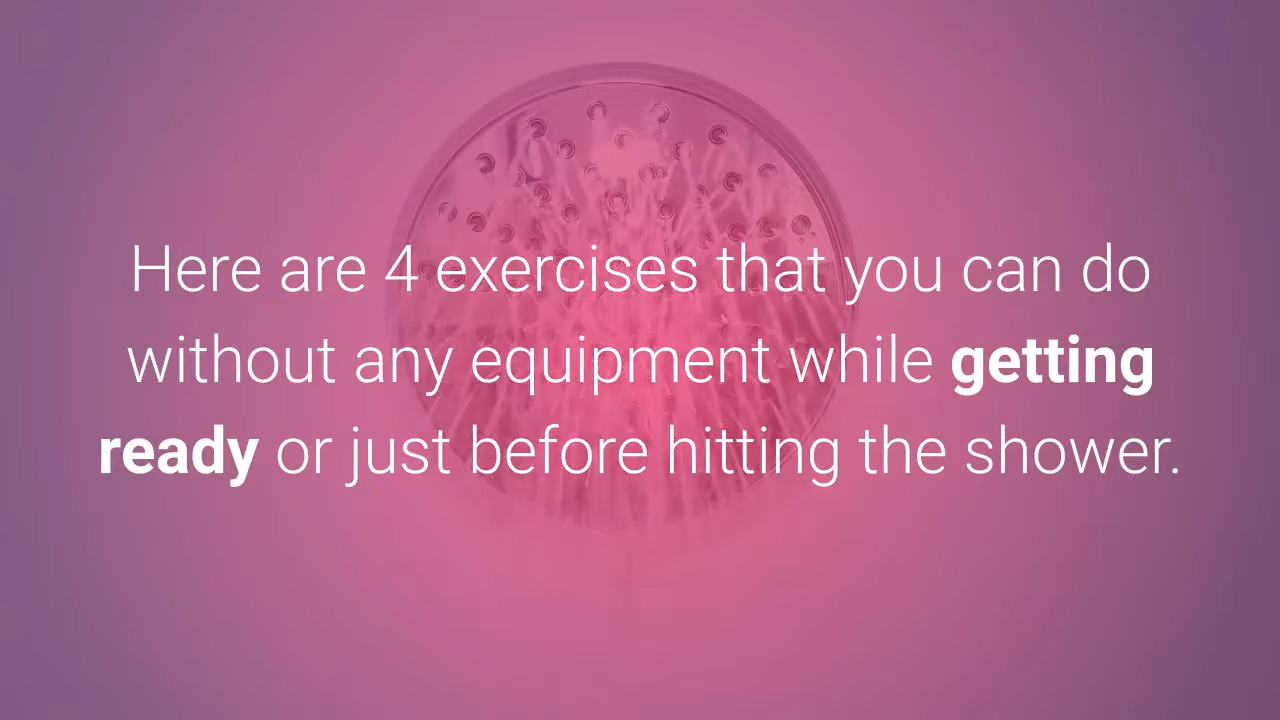 Here are 4 exercises that you can do
without any equipment while getting
ready or just before hitting the shower.